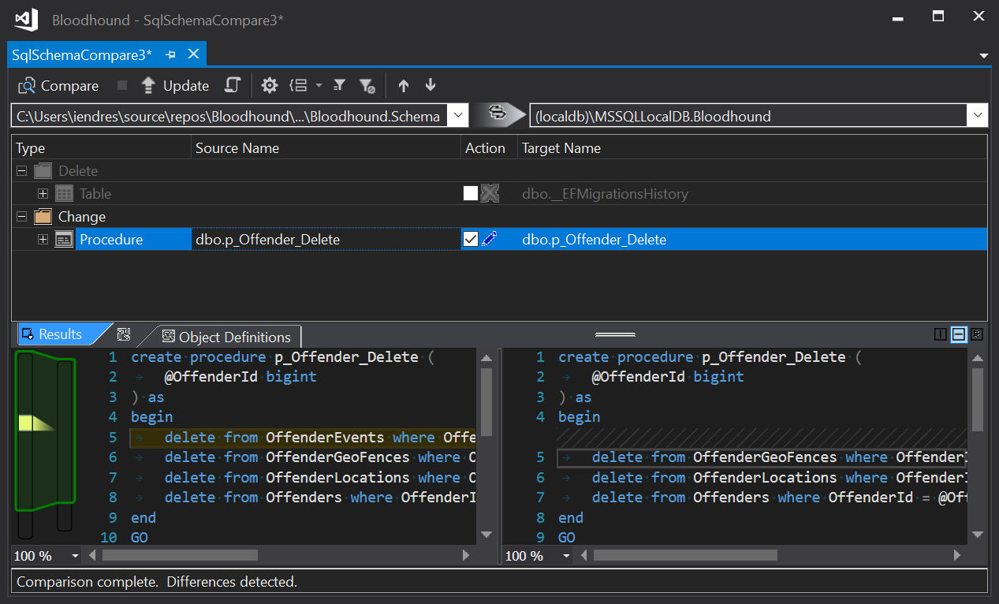 Bloodhound - SqlSchemaCompare3*
SqlSchemaCompare3*
Compare Update
C:\Users\iendres\source\repos\Bloodhound\...\Bloodhound.Schema (localdb)\MSSQLLocalDB.Bloodhound
Type Source Name Action Target Name
Delete
Table dbo.__EFMigrationsHistory
Change
Procedure dbo.p_Offender_Delete dbo.p_Offender_Delete
Results Object Definitions
1 create procedure p_Offender_Delete (
2 @OffenderId bigint
3 ) as
4 begin
5 delete from OffenderEvents where Offe
6 delete from OffenderGeoFences where O
7 delete from OffenderLocations where O
8 delete from Offenders where OffenderI
9 end
10 GO
1 create procedure p_Offender_Delete (
2 @OffenderId bigint
3 ) as
4 begin
5 delete from OffenderGeoFences where OffenderI
6 delete from OffenderLocations where OffenderI
7 delete from Offenders where OffenderId = @Off
8 end
9 GO
100 % 100 %
Comparison complete. Differences detected.